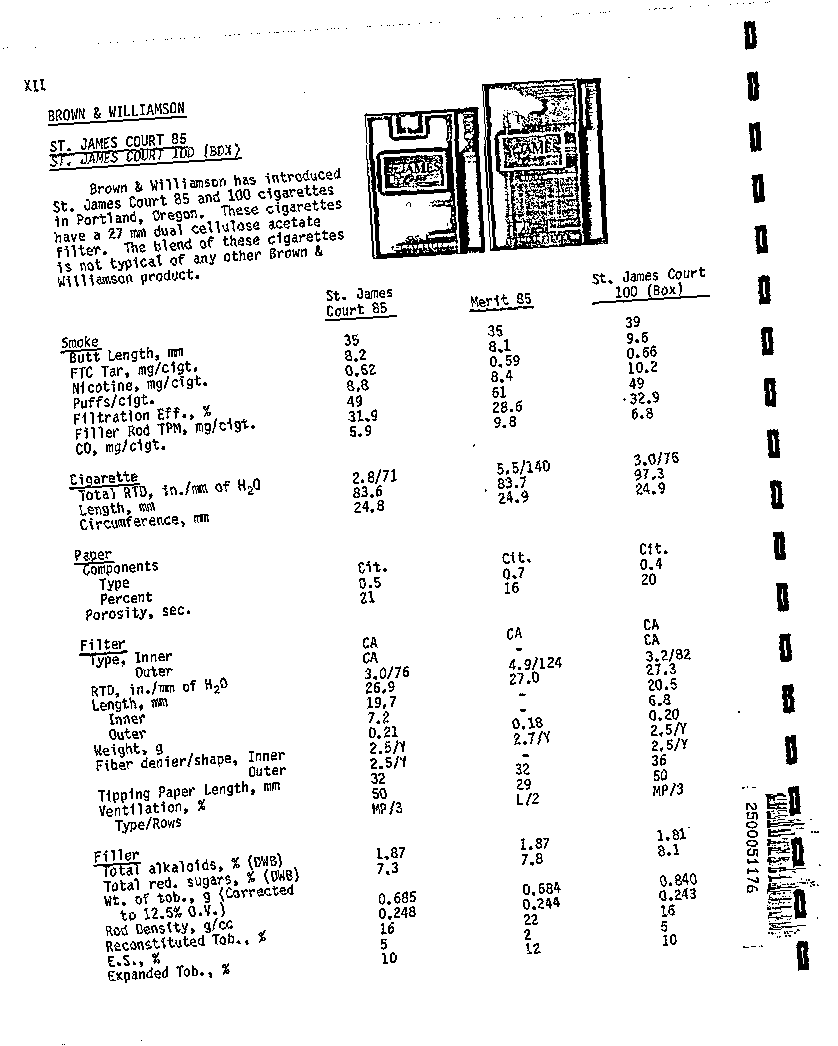 XII
BROWN & WILLIAMSON
ST. JAMES COURT 85
ST. JAMES COURT 100 (BOX)
Brown & Williamson has introduced
St. James Court 85 and 100 cigarettes
in Portland, Oregon. These cigarettes
have a 27 mm dual cellulose acetate
filter. The blend of these cigarettes
is not typical of any other Brown &
Williamson product.
ST. JAMES
ST. JAMES
St. James Court 85 Merit 85 St. James Court 100 (Box)
Smoke
Butt Length, mm 35 35 39
FTC Tar, mg/cigt. 8.2 8.1 9.6
Nicotine, mg/cigt. 0.62 0.59 0.66
Puffs/cigt. 8.8 8.4 10.2
Filtration Eff., % 49 61 49
Filler Rod TPM, mg/cigt. 31.9 28.6 32.9
CO, mg/cigt. 5.9 9.8 6.8
Cigarette
Total RTD, in./mm of H2O 2.8/71 5.5/140 3.0/76
Length, mm 83.6 83.7 97.3
Circumference, mm 24.8 24.9 24.9
Paper
Components
Type Cit. Cit. Cit.
Percent 0.5 0.7 0.4
Porosity, sec. 21 16 20
Filter
Type, Inner CA CA CA
Outer CA - CA
RTD, in./mm of H2O 3.0/76 4.9/124 3.2/82
Length, mm 26.9 27.0 27.3
Inner 19.7 - 20.5
Outer 7.2 - 6.8
Weight, g 0.21 0.18 0.20
Fiber denier/shape, Inner 2.5/Y 2.7/Y 2.5/Y
Outer 2.5/Y - 2.5/Y
Tipping Paper Length, mm 32 32 36
Ventilation, % 50 29 50
Type/Rows MP/3 L/2 MP/3
Filler
Total alkaloids, % (DWB) 1.87 1.87 1.81
Total red. sugars, % (DWB) 7.3 7.8 8.1
Wt. of tob., g (Corrected
to 12.5% O.V.) 0.685 0.684 0.840
Rod Density, g/cc 0.248 0.244 0.243
Reconstituted Tob., % 16 22 16
E.S., % 5 2 5
Expanded Tob., % 10 12 10
2500051176